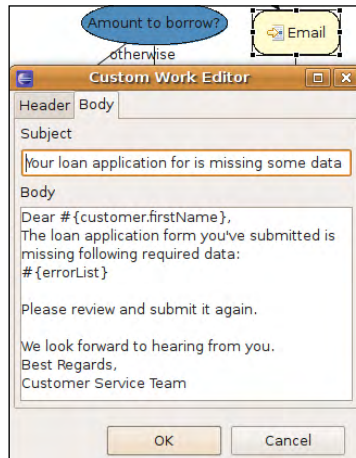 Amount to borrow?
Email
otherwise
Custom Work Editor
Header Body
Subject
Your loan application for is missing some data
Body
Dear #{customer.firstName},
The loan application form you've submitted is
missing following required data:
#{errorList}
Please review and submit it again.
We look forward to hearing from you.
Best Regards,
Customer Service Team
OK Cancel